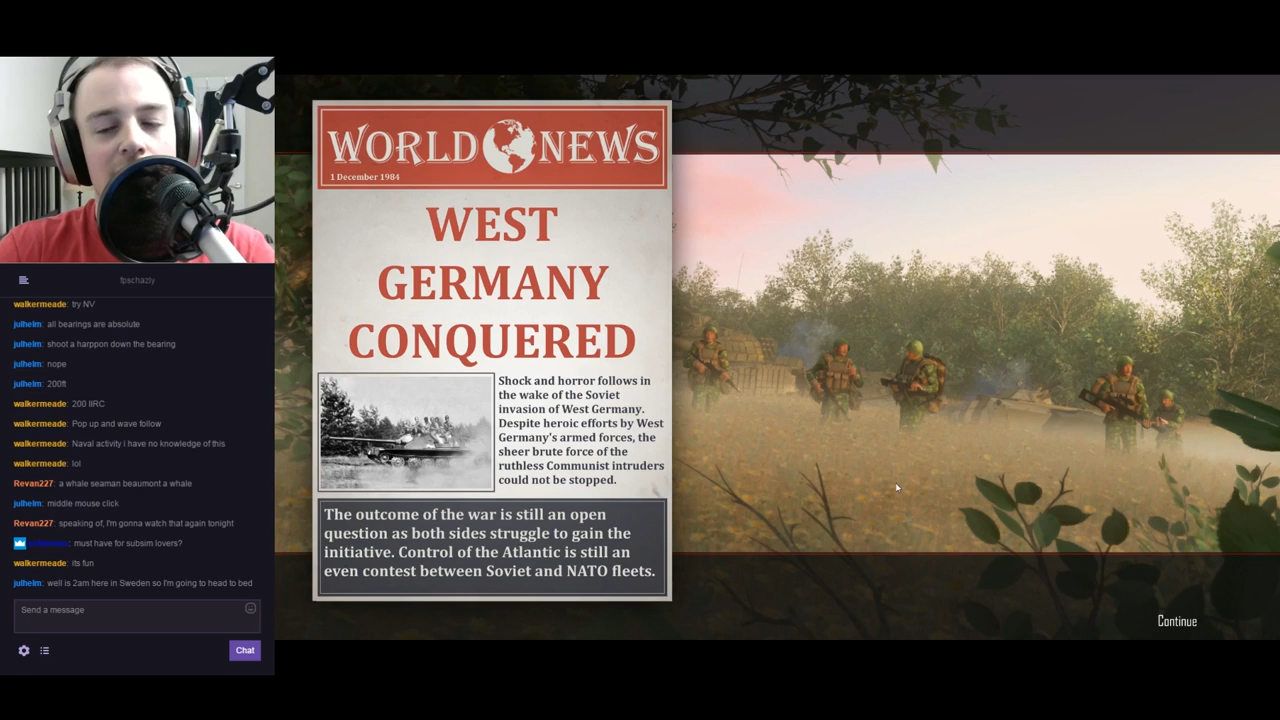 fpschazly
walkermeade: try NV
julhelm: all bearings are absolute
julhelm: shoot a harppon down the bearing
julhelm: nope
julhelm: 200ft
walkermeade: 200 IIRC
walkermeade: Pop up and wave follow
walkermeade: Naval activity i have no knowledge of this
walkermeade: lol
Revan227: a whale seaman beaumont a whale
julhelm: middle mouse click
Revan227: speaking of, I'm gonna watch that again tonight
: must have for subsim lovers?
walkermeade: its fun
julhelm: well is 2am here in Sweden so I'm going to head to bed
Send a message
Chat
WORLD NEWS
1 December 1984
WEST
GERMANY
CONQUERED
Shock and horror follows in
the wake of the Soviet
invasion of West Germany.
Despite heroic efforts by West
Germany's armed forces, the
sheer brute force of the
ruthless Communist intruders
could not be stopped.
The outcome of the war is still an open
question as both sides struggle to gain the
initiative. Control of the Atlantic is still an
even contest between Soviet and NATO fleets.
Continue